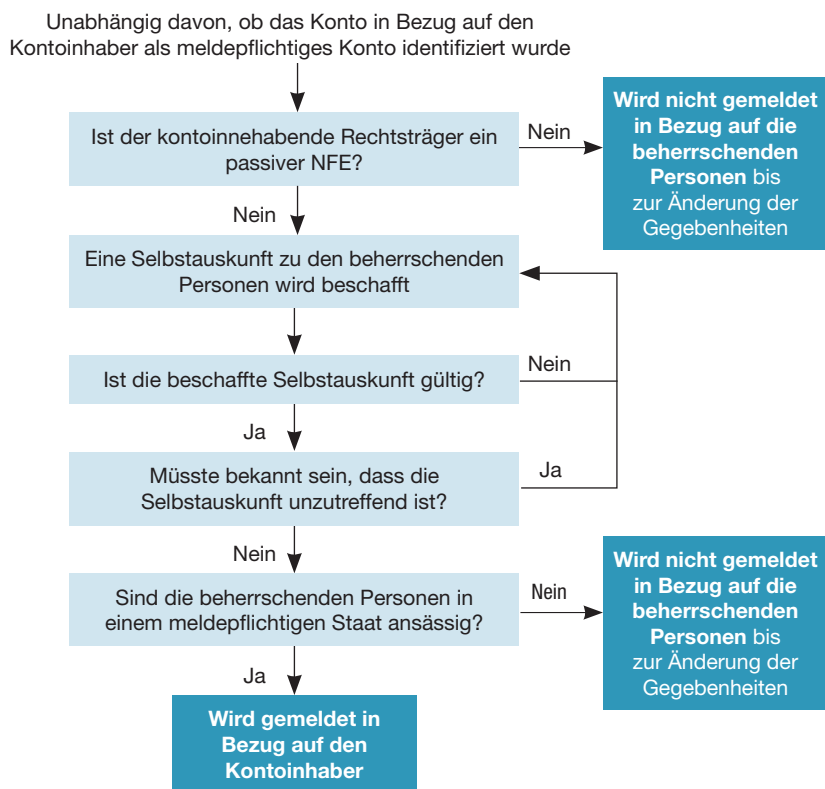 Unabhängig davon, ob das Konto in Bezug auf den
Kontoinhaber als meldepflichtiges Konto identifiziert wurde
Ist der kontoinnehabende Rechtsträger ein
passiver NFE?
Nein
Wird nicht gemeldet
in Bezug auf die
beherrschenden
Personen bis
zur Änderung der
Gegebenheiten
Nein
Eine Selbstauskunft zu den beherrschenden
Personen wird beschafft
Ist die beschaffte Selbstauskunft gültig?
Nein
Ja
Müsste bekannt sein, dass die
Selbstauskunft unzutreffend ist?
Ja
Nein
Sind die beherrschenden Personen in
einem meldepflichtigen Staat ansässig?
Nein
Wird nicht gemeldet
in Bezug auf die
beherrschenden
Personen bis
zur Änderung der
Gegebenheiten
Ja
Wird gemeldet in
Bezug auf den
Kontoinhaber